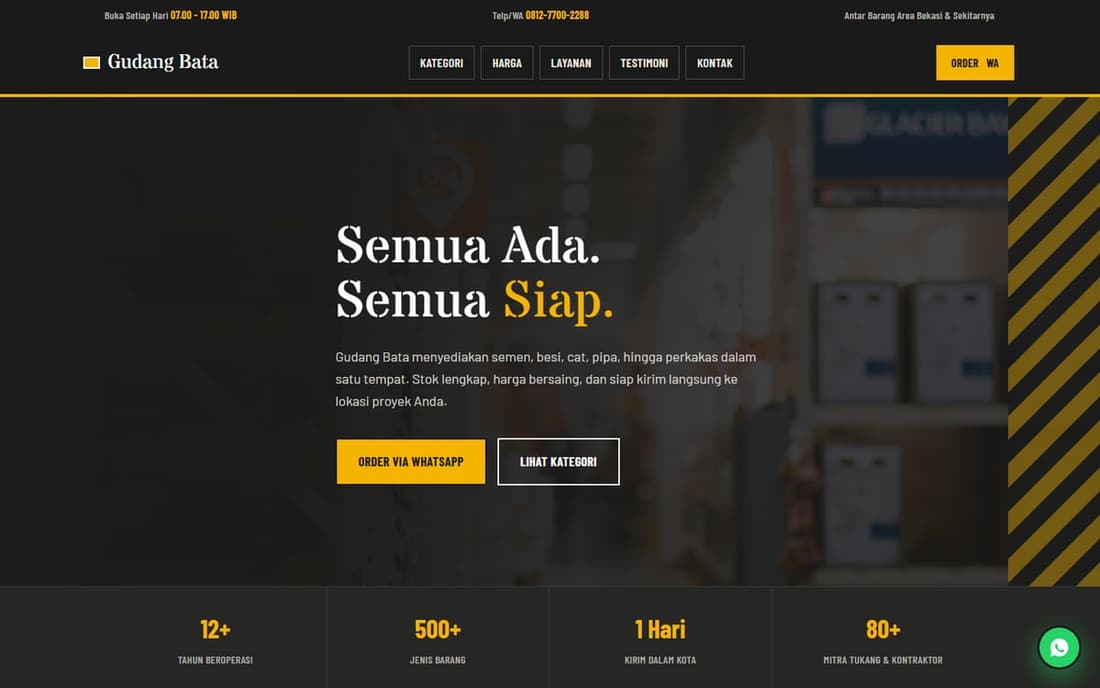 Buka Setiap Hari 07.00 - 17.00 WIB
Telp/WA 0812-7700-2288
Antar Barang Area Bekasi & Sekitarnya
Gudang Bata
KATEGORI
HARGA
LAYANAN
TESTIMONI
KONTAK
ORDER WA
GLACIER BAY
Semua Ada.
Semua Siap.
Gudang Bata menyediakan semen, besi, cat, pipa, hingga perkakas dalam
satu tempat. Stok lengkap, harga bersaing, dan siap kirim langsung ke
lokasi proyek Anda.
ORDER VIA WHATSAPP
LIHAT KATEGORI
12+
TAHUN BEROPERASI
500+
JENIS BARANG
1 Hari
KIRIM DALAM KOTA
80+
MITRA TUKANG & KONTRAKTOR